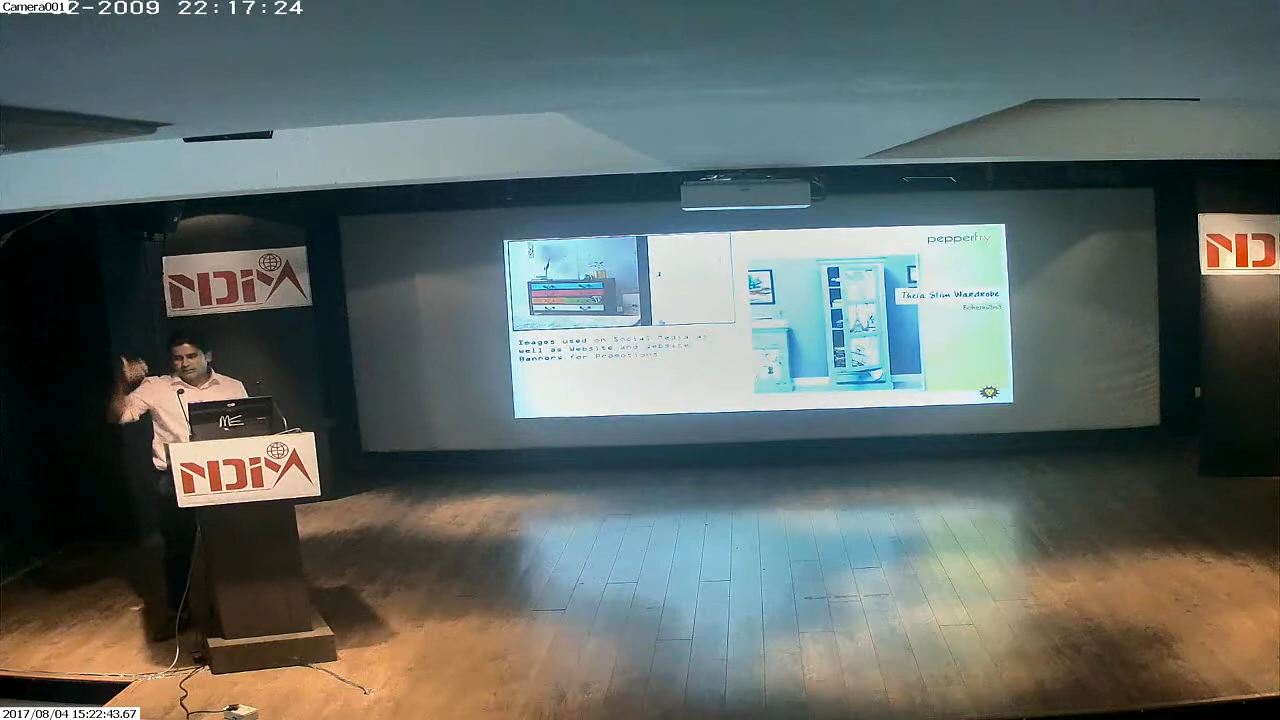 Camera001
2-2009 22:17:24
NDIM
NDIM
ME
NDIM
pepperfry
Theia Slim Wardrobe
Images used on Social Media as
well as Website and Website
Banners for Promotions
2017/08/04 15:22:43.67